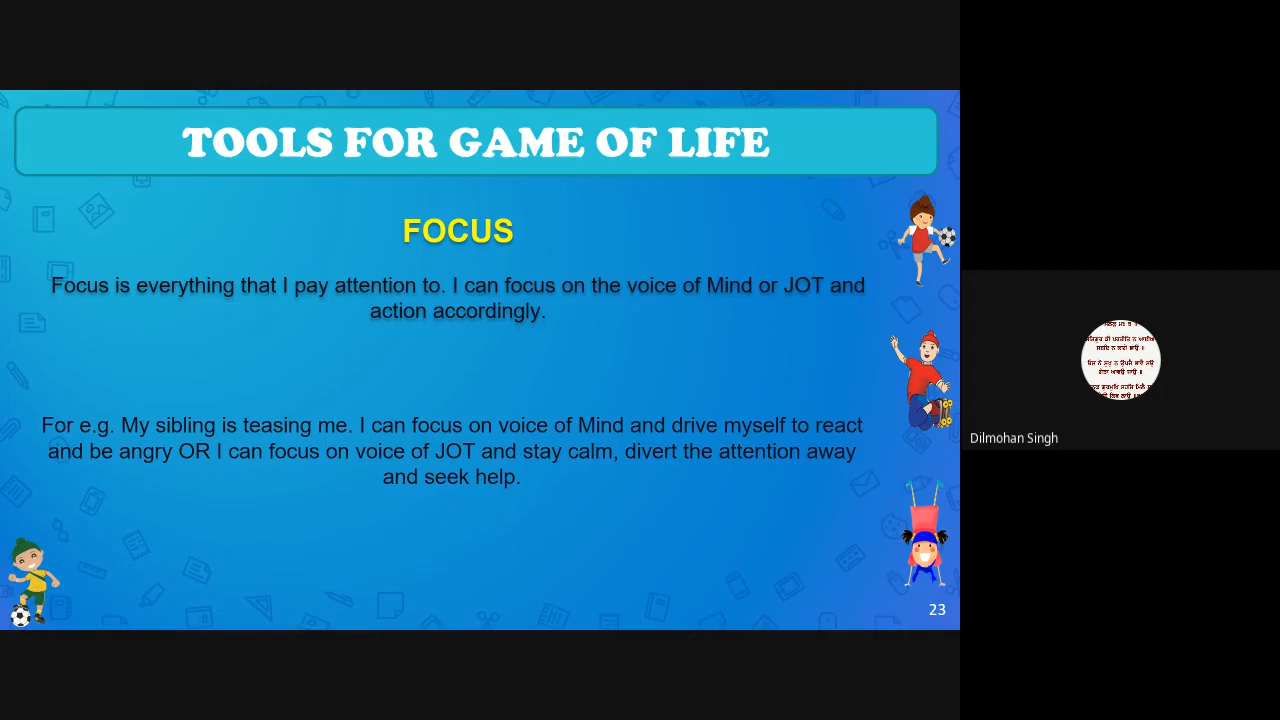 TOOLS FOR GAME OF LIFE
FOCUS
Focus is everything that I pay attention to. I can focus on the voice of Mind or JOT and
action accordingly.
For e.g. My sibling is teasing me. I can focus on voice of Mind and drive myself to react
and be angry OR I can focus on voice of JOT and stay calm, divert the attention away
and seek help.
23
Dilmohan Singh